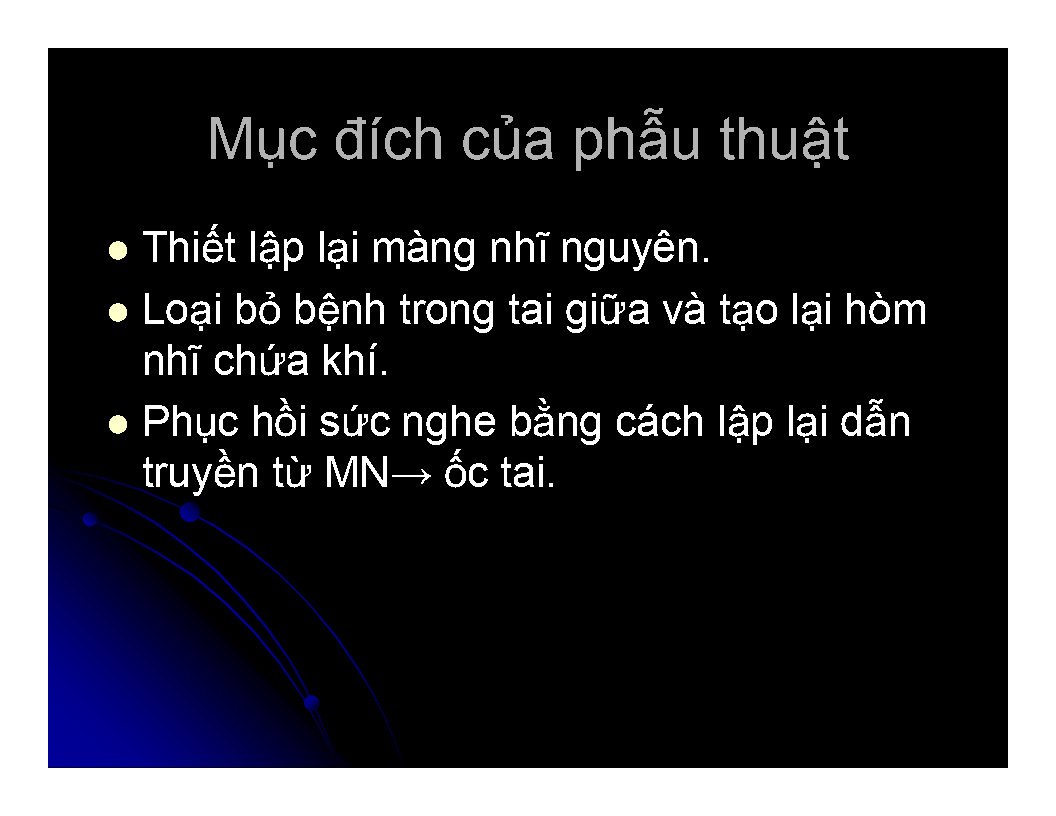 Mục đích của phẫu thuật
Thiết lập lại màng nhĩ nguyên.
Loại bỏ bệnh trong tai giữa và tạo lại hòm
nhĩ chứa khí.
Phục hồi sức nghe bằng cách lập lại dẫn
truyền từ MN→ ốc tai.